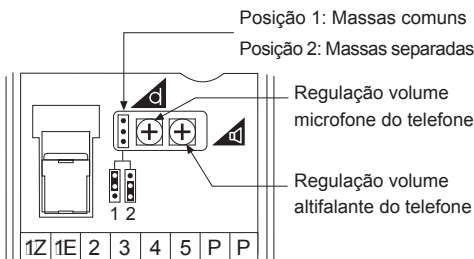 Posição 1: Massas comuns
Posição 2: Massas separadas
Regulação volume
microfone do telefone
Regulação volume
altifalante do telefone
1 2
1Z 1E 2 3 4 5 P P